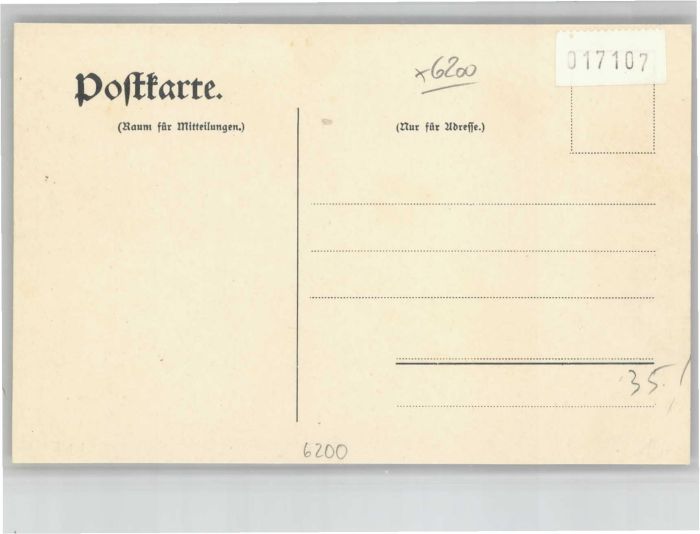 Postkarte.
(Raum für Mitteilungen.)
x6200
017107
(Nur für Adresse.)
35.
6200